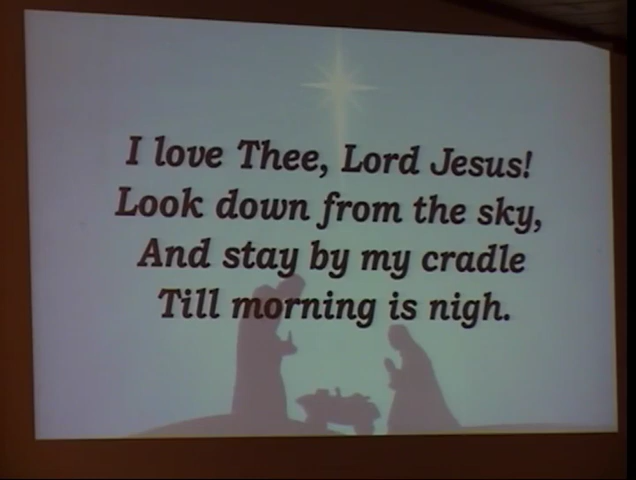 I love Thee, Lord Jesus!
Look down from the sky,
And stay by my cradle
Till morning is nigh.